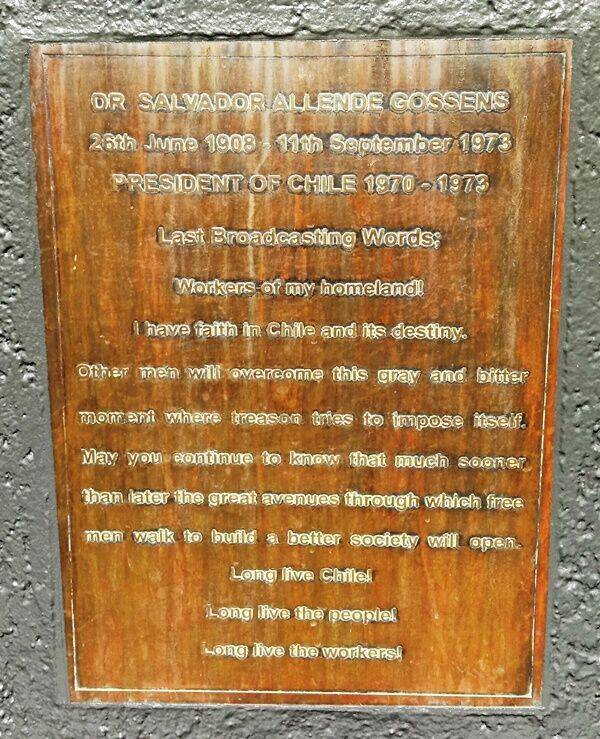 DR SALVADOR ALLENDE GOSSENS
26th June 1908 - 11th September 1973
PRESIDENT OF CHILE 1970 - 1973
Last Broadcasting Words;
Workers of my homeland!
I have faith in Chile and its destiny.
Other men will overcome this gray and bitter
moment where treason tries to impose itself.
May you continue to know that much sooner
than later the great avenues through which free
men walk to build a better society will open.
Long live Chile!
Long live the people!
Long live the workers!